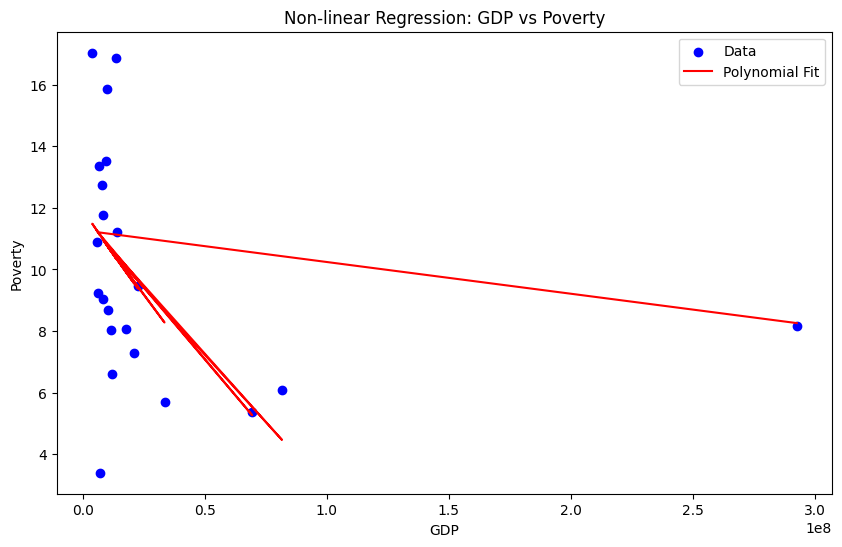 Non-linear Regression: GDP vs Poverty
Data
Polynomial Fit
16
14
12
10
8
6
4
Poverty
0.0
0.5
1.0
1.5
2.0
2.5
3.0
1e8
GDP